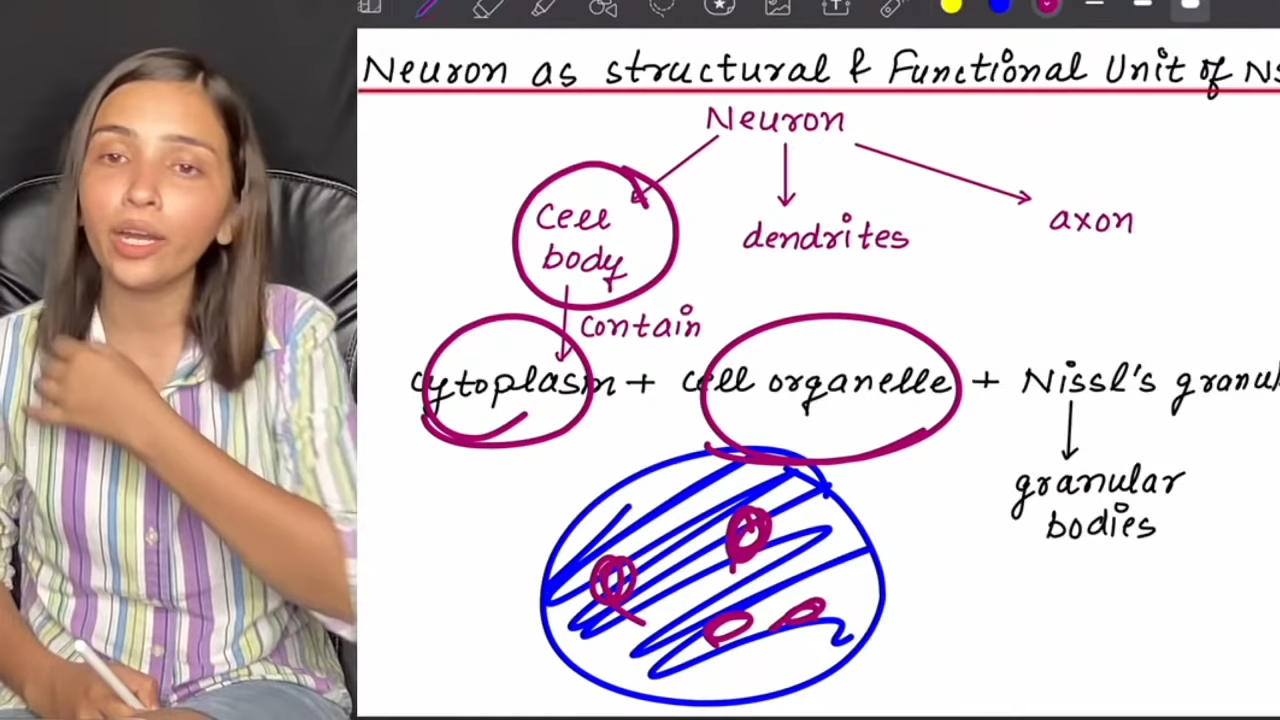 Neuron as structural & Functional Unit of
Neuron
Cell
body
dendrites
axon
contain
cytoplasm + cell organelle + Nissl's
granular
bodies